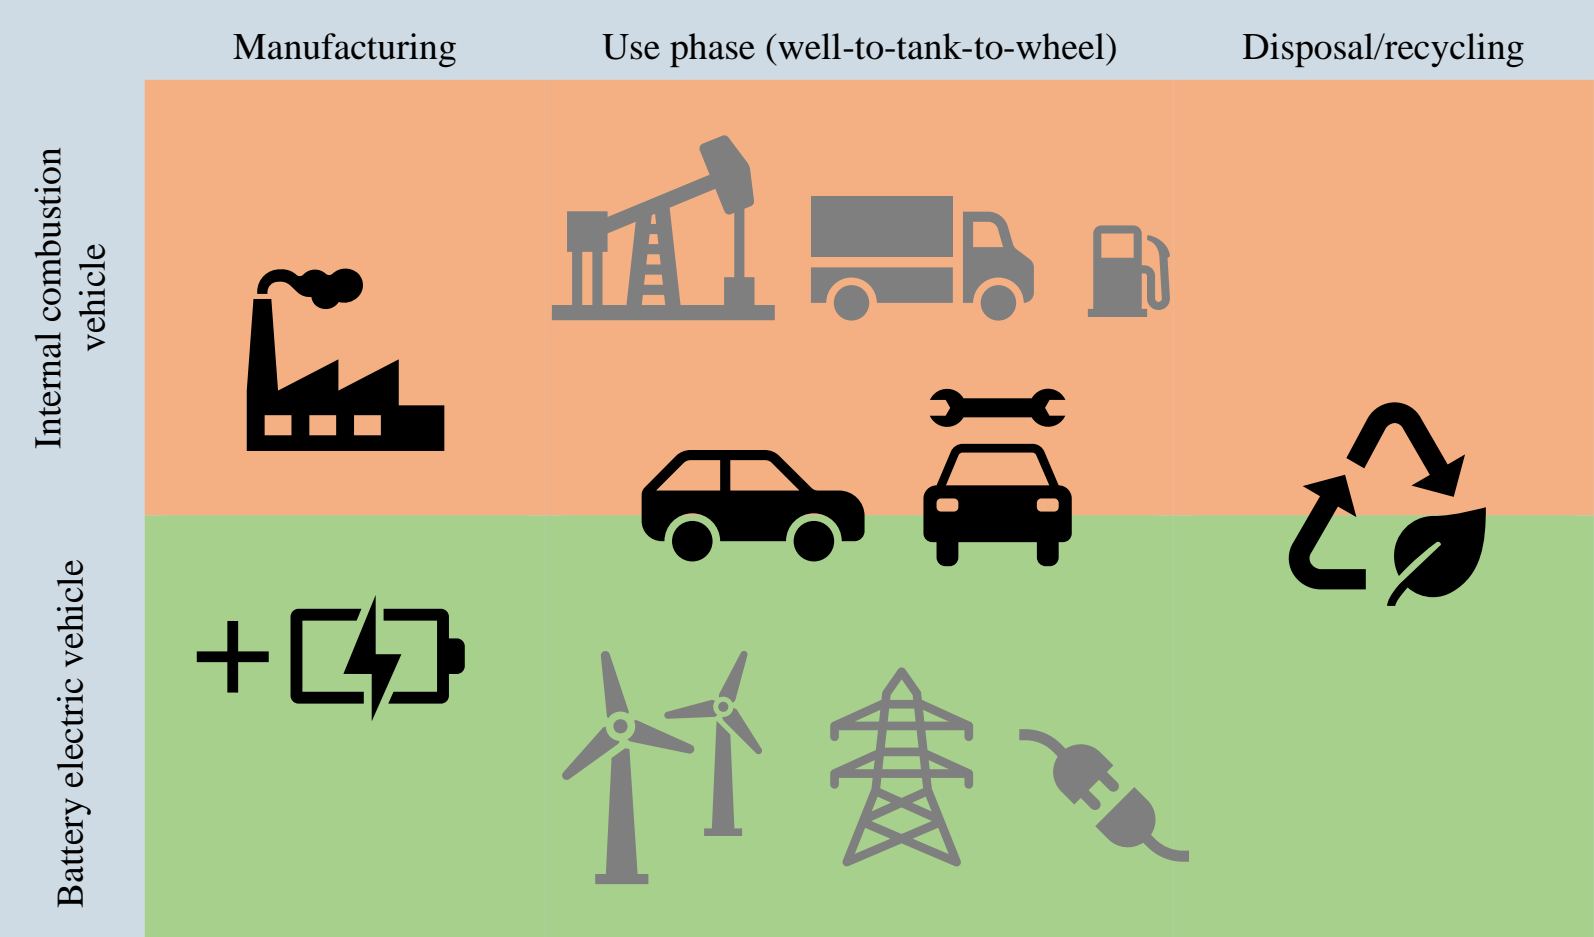 Manufacturing
Use phase (well-to-tank-to-wheel)
Disposal/recycling
Internal combustion
vehicle
Battery electric vehicle